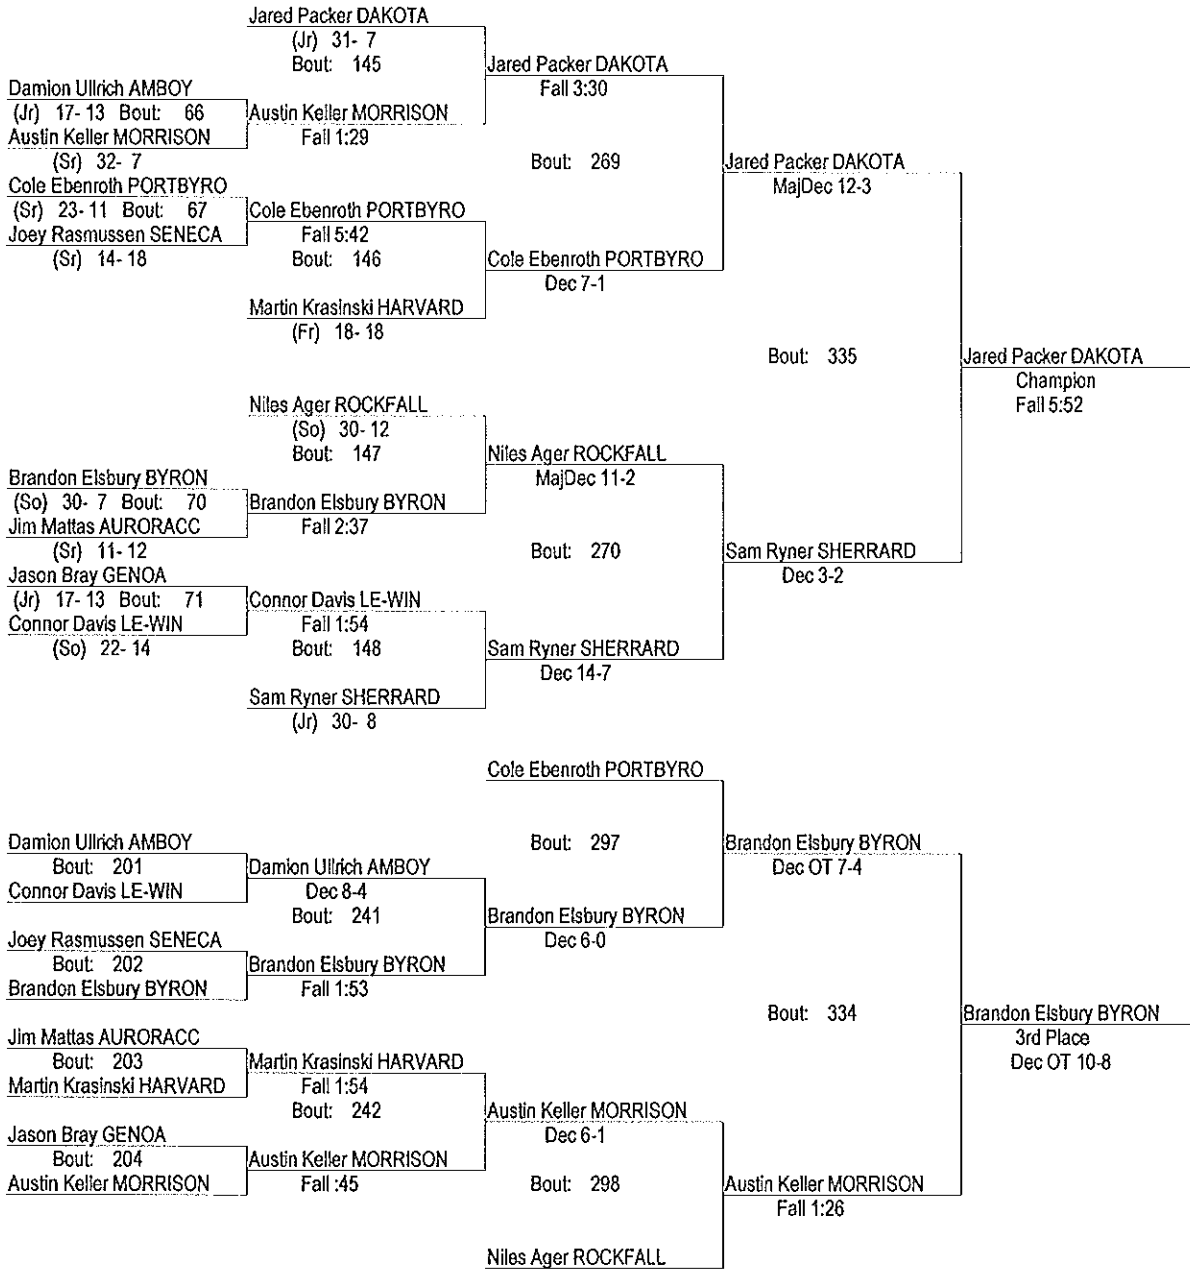 Jared Packer DAKOTA
(Jr) 31- 7
Bout: 145
Jared Packer DAKOTA
Fall 3:30
Damion Ullrich AMBOY
(Jr) 17- 13 Bout: 66
Austin Keller MORRISON
(Sr) 32- 7
Austin Keller MORRISON
Fall 1:29
Bout: 269
Jared Packer DAKOTA
MajDec 12-3
Cole Ebenroth PORTBYRO
(Sr) 23- 11 Bout: 67
Joey Rasmussen SENECA
(Sr) 14- 18
Cole Ebenroth PORTBYRO
Fall 5:42
Bout: 146
Cole Ebenroth PORTBYRO
Dec 7-1
Martin Krasinski HARVARD
(Fr) 18- 18
Bout: 335
Jared Packer DAKOTA
Champion
Fall 5:52
Niles Ager ROCKFALL
(So) 30- 12
Bout: 147
Niles Ager ROCKFALL
MajDec 11-2
Brandon Elsbury BYRON
(So) 30- 7 Bout: 70
Jim Mattas AURORACC
(Sr) 11- 12
Brandon Elsbury BYRON
Fall 2:37
Bout: 270
Sam Ryner SHERRARD
Dec 3-2
Jason Bray GENOA
(Jr) 17- 13 Bout: 71
Connor Davis LE-WIN
(So) 22- 14
Connor Davis LE-WIN
Fall 1:54
Bout: 148
Sam Ryner SHERRARD
Dec 14-7
Sam Ryner SHERRARD
(Jr) 30- 8
Cole Ebenroth PORTBYRO
Bout: 297
Brandon Elsbury BYRON
Dec OT 7-4
Damion Ullrich AMBOY
Bout: 201
Connor Davis LE-WIN
Damion Ullrich AMBOY
Dec 8-4
Bout: 241
Brandon Elsbury BYRON
Dec 6-0
Joey Rasmussen SENECA
Bout: 202
Brandon Elsbury BYRON
Brandon Elsbury BYRON
Fall 1:53
Bout: 334
Brandon Elsbury BYRON
3rd Place
Dec OT 10-8
Jim Mattas AURORACC
Bout: 203
Martin Krasinski HARVARD
Martin Krasinski HARVARD
Fall 1:54
Bout: 242
Austin Keller MORRISON
Dec 6-1
Jason Bray GENOA
Bout: 204
Austin Keller MORRISON
Austin Keller MORRISON
Fall :45
Bout: 298
Austin Keller MORRISON
Fall 1:26
Niles Ager ROCKFALL